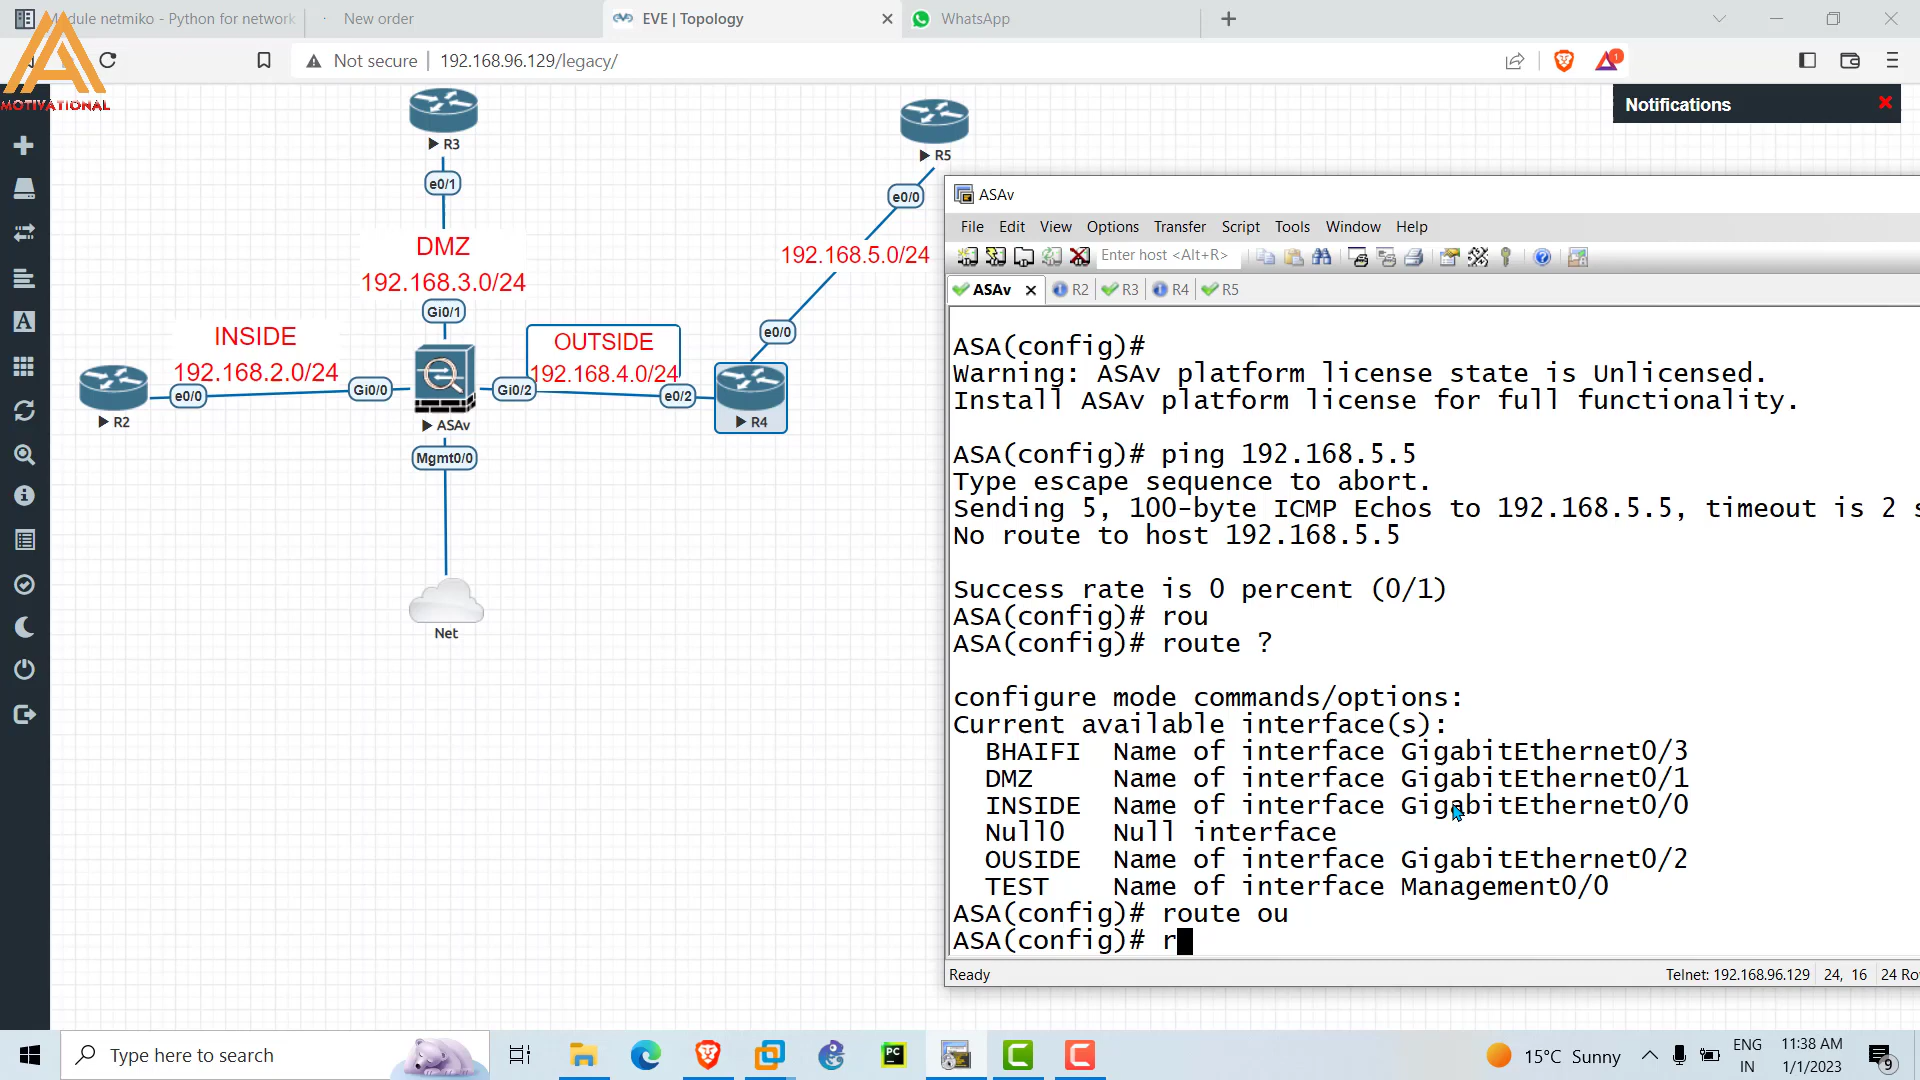 dule netmiko - Python for network
New order
EVE | Topology
WhatsApp
MOTIVATIONAL
Not secure
192.168.96.129/legacy/
1
Notifications
R3
e0/1
DMZ
192.168.3.0/24
Gi0/1
R5
e0/0
192.168.5.0/24
e0/0
INSIDE
192.168.2.0/24
OUTSIDE
192.168.4.0/24
e0/0
Gi0/0
Gi0/2
e0/2
R2
ASAv
R4
Mgmt0/0
Net
ASAv
File Edit View Options Transfer Script Tools Window Help
Enter host <Alt+R>
ASAv R2 R3 R4 R5
ASA(config)#
Warning: ASAv platform license state is Unlicensed.
Install ASAv platform license for full functionality.
ASA(config)# ping 192.168.5.5
Type escape sequence to abort.
Sending 5, 100-byte ICMP Echos to 192.168.5.5, timeout is 2 s
No route to host 192.168.5.5
Success rate is 0 percent (0/1)
ASA(config)# rou
ASA(config)# route ?
configure mode commands/options:
Current available interface(s):
BHAIFI Name of interface GigabitEthernet0/3
DMZ Name of interface GigabitEthernet0/1
INSIDE Name of interface GigabitEthernet0/0
Null0 Null interface
OUSIDE Name of interface GigabitEthernet0/2
TEST Name of interface Management0/0
ASA(config)# route ou
ASA(config)# r
Ready
Telnet: 192.168.96.129 24, 16 24 Ro
Type here to search
PC
15°C Sunny
ENG
IN
11:38 AM
1/1/2023
9